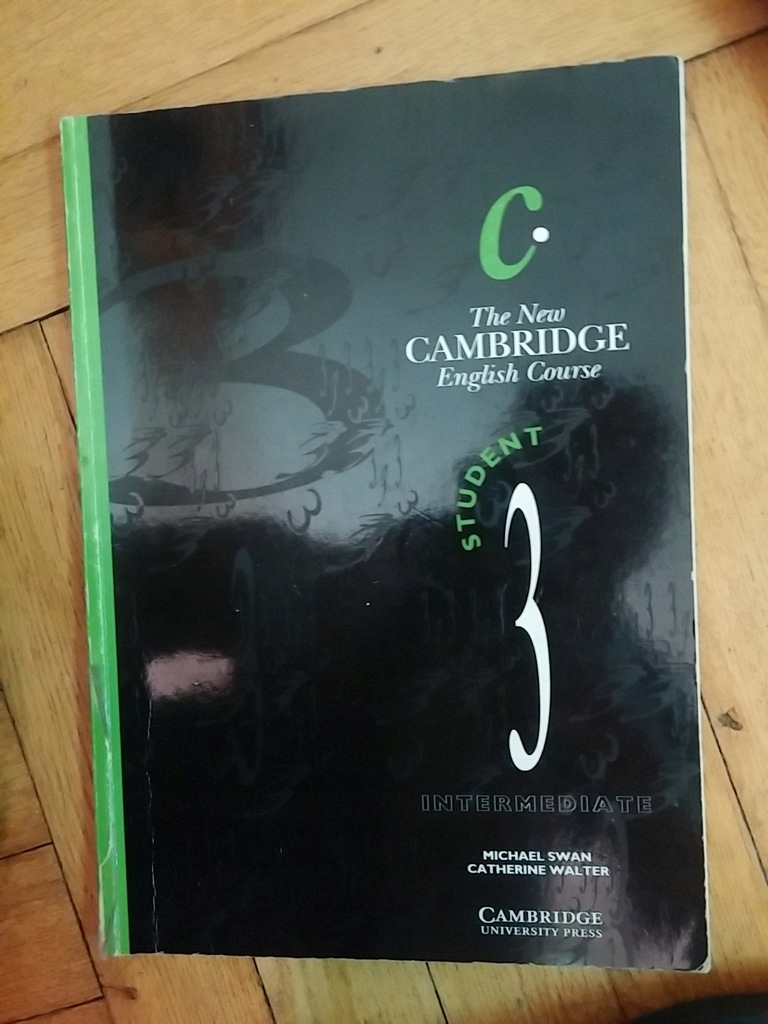 C
The New
CAMBRIDGE
English Course
STUDENT
3
INTERMEDIATE
MICHAEL SWAN
CATHERINE WALTER
CAMBRIDGE
UNIVERSITY PRESS